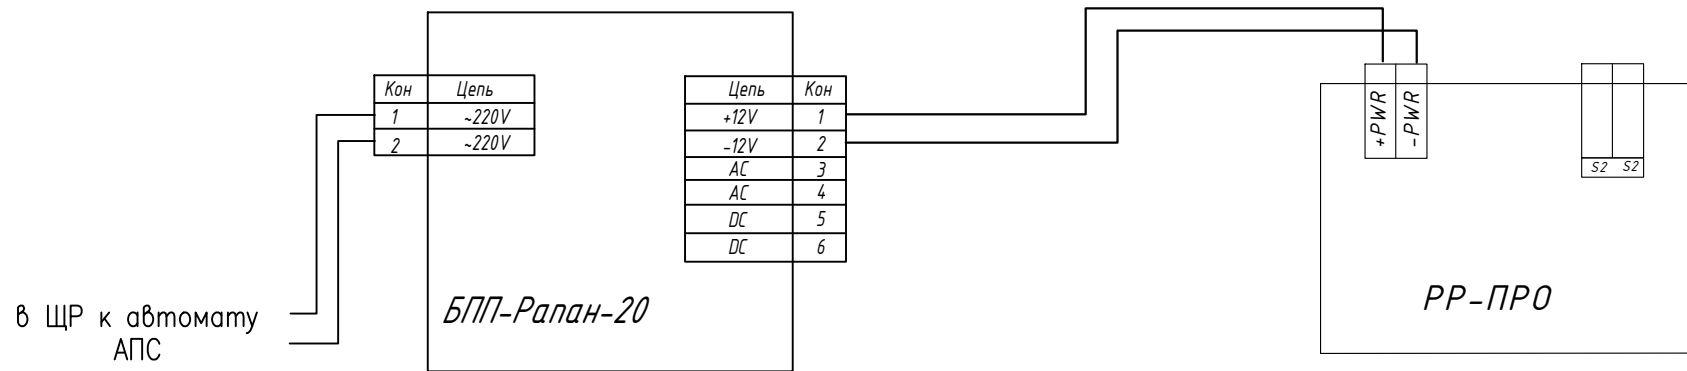 Кон Цепь
1 ~220V
2 ~220V
Цепь Кон
+12V 1
-12V 2
AC 3
AC 4
DC 5
DC 6
+PWR
-PWR
S2 S2
БПП-Рапан-20
РР-ПРО
в ЩР к автомату
АПС